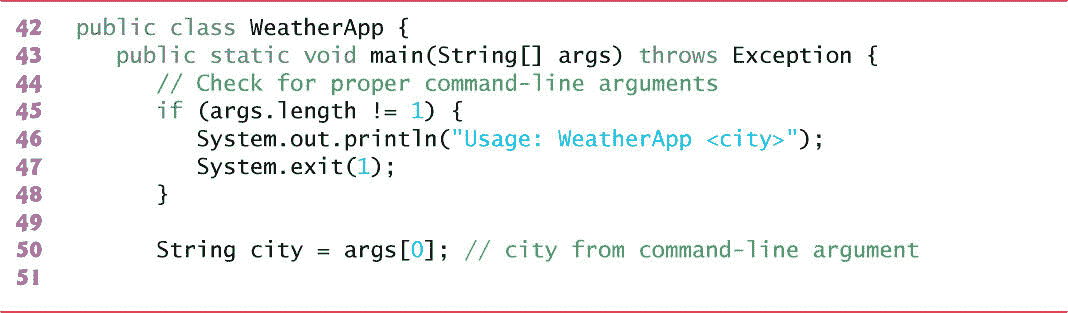 42 public class WeatherApp {
43 public static void main(String[] args) throws Exception {
44 // Check for proper command-line arguments
45 if (args.length != 1) {
46 System.out.println("Usage: WeatherApp <city>");
47 System.exit(1);
48 }
49
50 String city = args[0]; // city from command-line argument
51